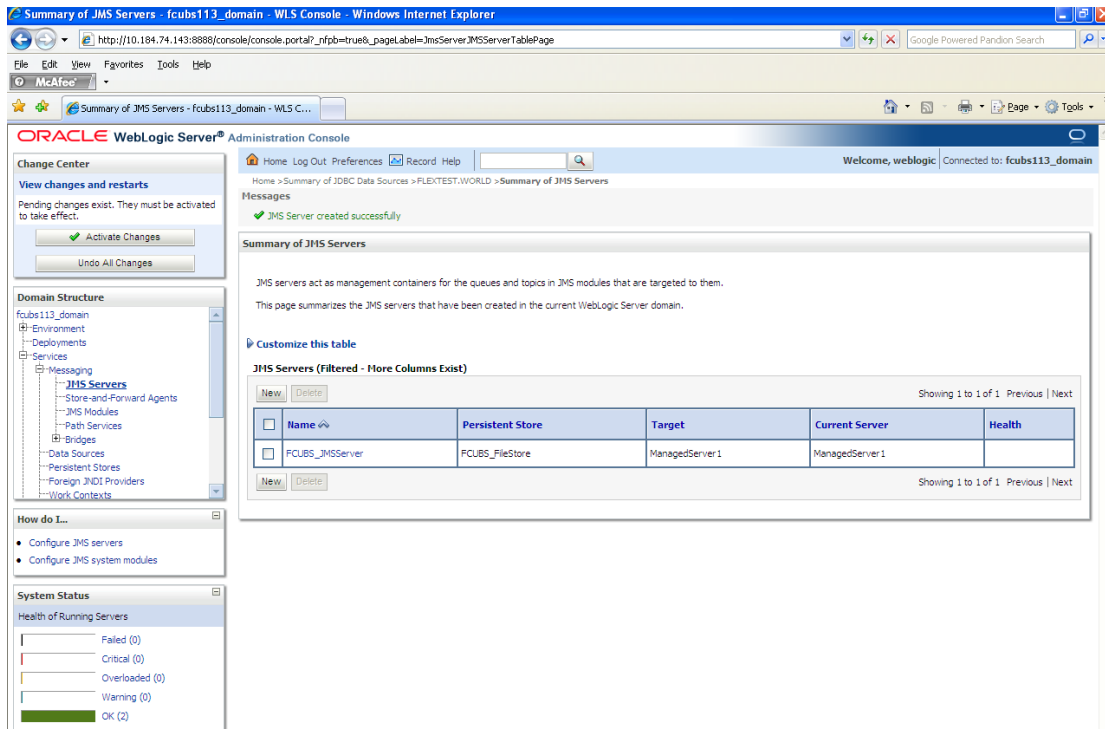 Summary of JMS Servers - fcubs113_domain - WLS Console - Windows Internet Explorer
http://10.184.74.143:8888/console/console.portal?_nfpb=true&_pageLabel=JmsServerJMSServerTablePage
Google Powered Pandion Search
File Edit View Favorites Tools Help
McAfee
Summary of JMS Servers - fcubs113_domain - WLS C...
Page Tools
ORACLE WebLogic Server® Administration Console
Change Center
View changes and restarts
Pending changes exist. They must be activated
to take effect.
Activate Changes
Undo All Changes
Domain Structure
fcubs113_domain
Environment
Deployments
Services
Messaging
JMS Servers
Store-and-Forward Agents
JMS Modules
Path Services
Bridges
Data Sources
Persistent Stores
Foreign JNDI Providers
Work Contexts
How do I...
Configure JMS servers
Configure JMS system modules
System Status
Health of Running Servers
Failed (0)
Critical (0)
Overloaded (0)
Warning (0)
OK (2)
Home Log Out Preferences Record Help
Welcome, weblogic Connected to: fcubs113_domain
Home >Summary of JDBC Data Sources >FLEXTEST.WORLD >Summary of JMS Servers
Messages
JMS Server created successfully
Summary of JMS Servers
JMS servers act as management containers for the queues and topics in JMS modules that are targeted to them.
This page summarizes the JMS servers that have been created in the current WebLogic Server domain.
Customize this table
JMS Servers (Filtered - More Columns Exist)
New Delete Showing 1 to 1 of 1 Previous | Next
Name Persistent Store Target Current Server Health
FCUBS_JMSServer FCUBS_FileStore ManagedServer1 ManagedServer1
New Delete Showing 1 to 1 of 1 Previous | Next